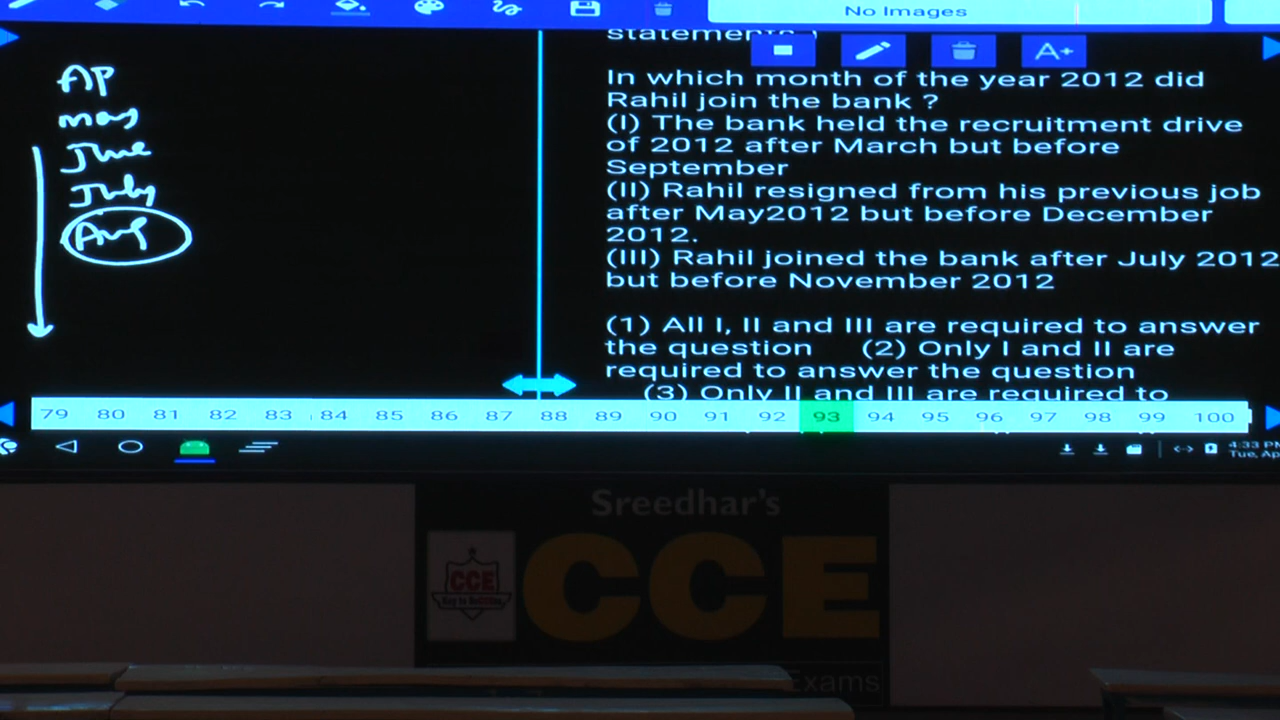 No Images
A+
AP
may
June
July
Aug
In which month of the year 2012 did
Rahil join the bank ?
(I) The bank held the recruitment drive
of 2012 after March but before
September
(II) Rahil resigned from his previous job
after May2012 but before December
2012.
(III) Rahil joined the bank after July 2012
but before November 2012
(1) All I, II and III are required to answer
the question (2) Only I and II are
required to answer the question
(3) Only II and III are required to
79 80 81 82 83 84 85 86 87 88 89 90 91 92 93 94 95 96 97 98 99 100
4:33 PM
Tue, Ap
Sreedhar's
CCE
CCE
Exams